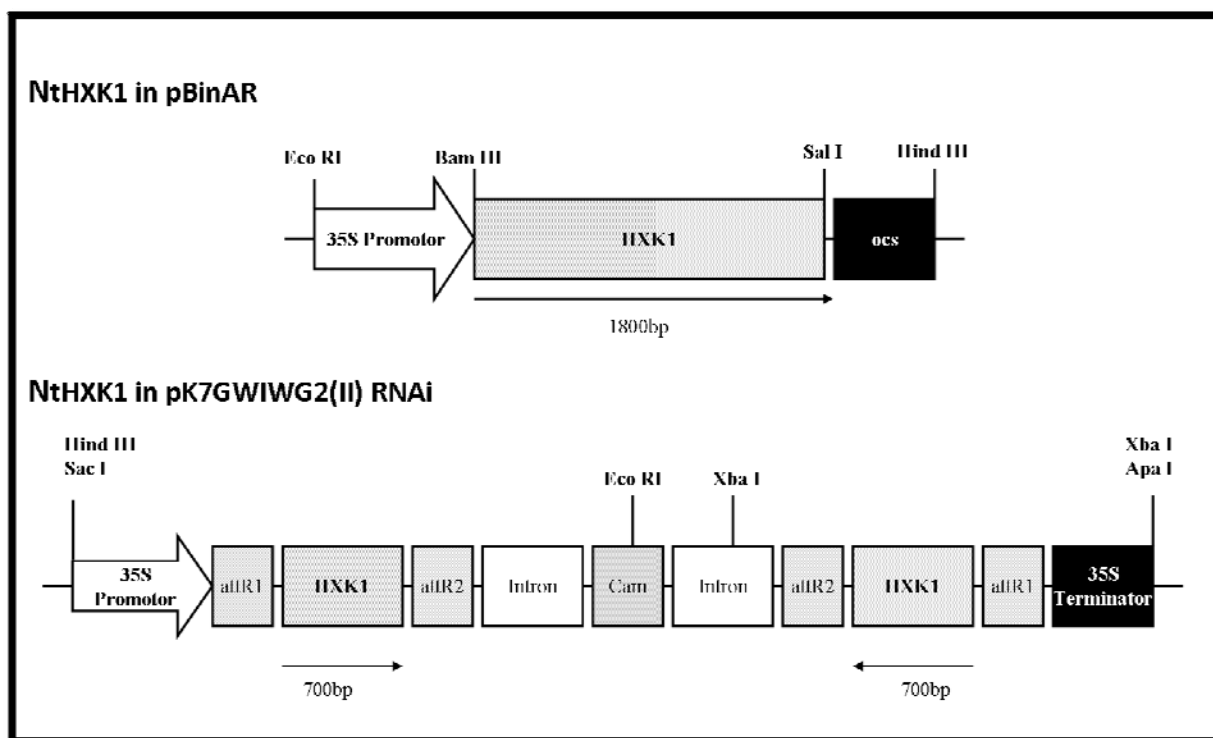 NtHXK1 in pBinAR
Eco RI Bam III Sal I Hind III
35S Promotor HXK1 ocs
1800bp
NtHXK1 in pK7GWIWG2(II) RNAi
Hind III Xba I
Sac I Eco RI Xba I Apa I
35S Promotor attR1 HXK1 attR2 Intron Cam Intron attR2 HXK1 attR1 35S Terminator
700bp 700bp